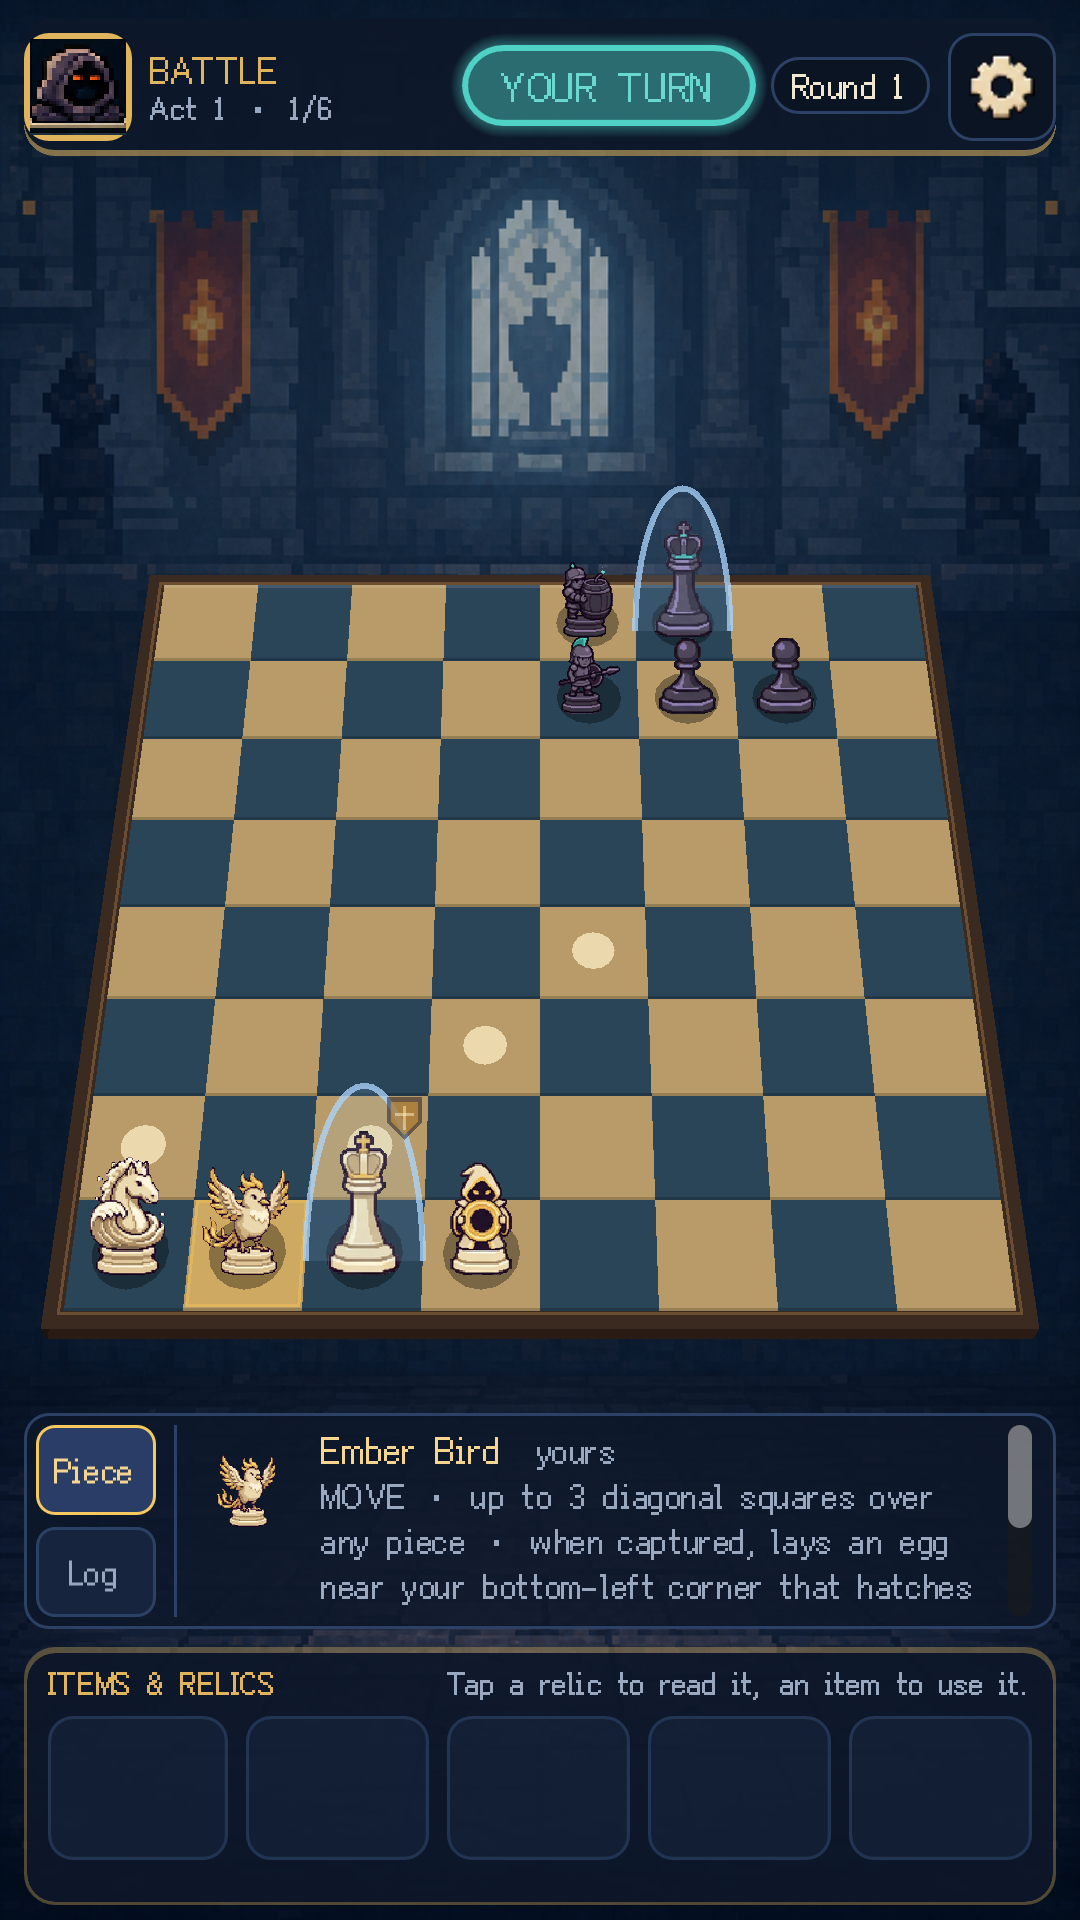 BATTLE
Act 1 · 1/6
YOUR TURN
Round 1
Piece
Log
Ember Bird yours
MOVE · up to 3 diagonal squares over
any piece · when captured, lays an egg
near your bottom-left corner that hatches
ITEMS & RELICS
Tap a relic to read it, an item to use it.